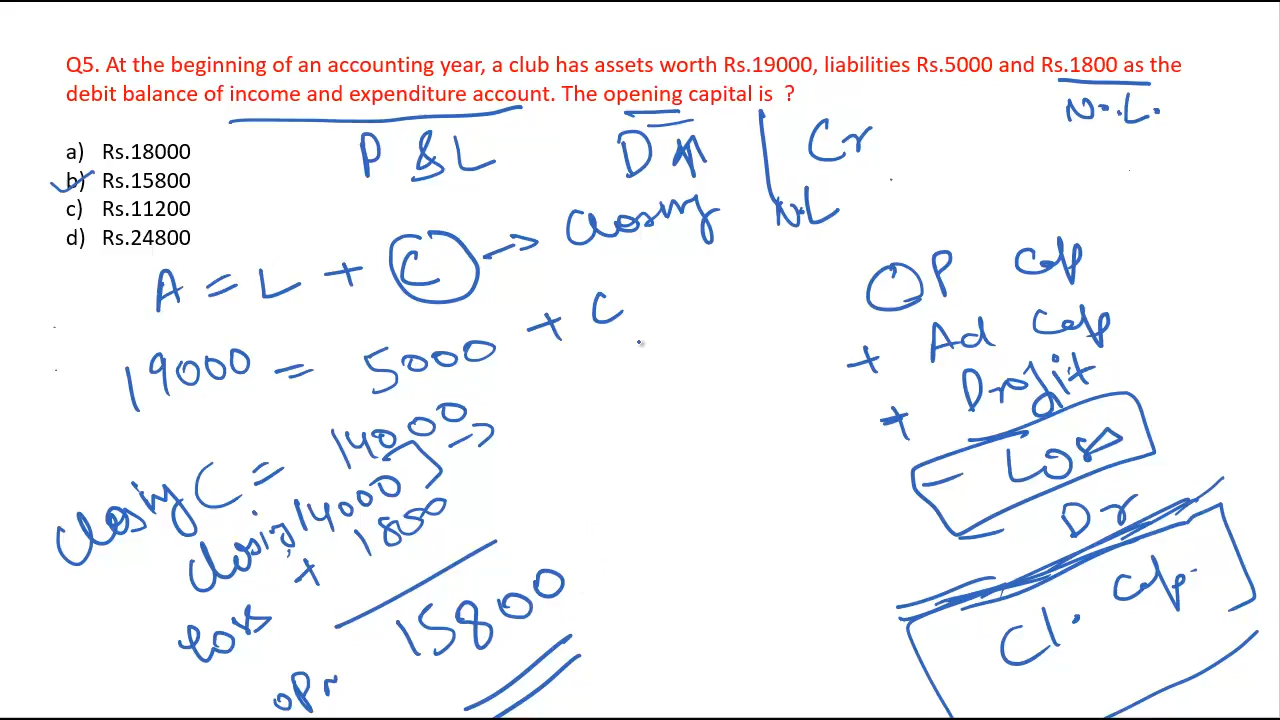 Q5. At the beginning of an accounting year, a club has assets worth Rs.19000, liabilities Rs.5000 and Rs.1800 as the
debit balance of income and expenditure account. The opening capital is ?
N.L.
a) Rs.18000
b) Rs.15800
c) Rs.11200
d) Rs.24800
P & L
Cr
N.L
A = L + C → closing
19000 = 5000 + C
closing C = 14000
closing 14000
+ 1800
loss
15800
OP Cap
+ Ad Cap
+ Profit
- Loss
- Dr
Cl. Cap